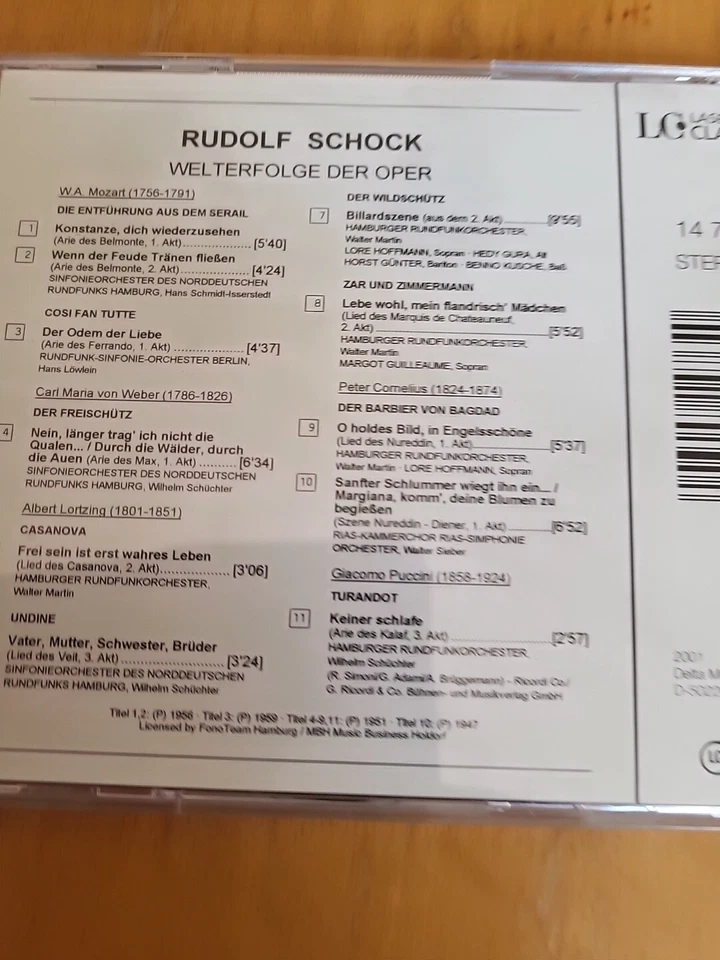 RUDOLF SCHOCK
WELTERFOLGE DER OPER
W.A. Mozart (1756-1791)
DIE ENTFÜHRUNG AUS DEM SERAIL
1 Konstanze, dich wiederzusehen
(Arie des Belmonte, 1. Akt)................... [5'40]
2 Wenn der Feude Tränen fließen
(Arie des Belmonte, 2. Akt).................... [4'24]
SINFONIEORCHESTER DES NORDDEUTSCHEN
RUNDFUNKS HAMBURG, Hans Schmidt-Isserstedt
COSI FAN TUTTE
3 Der Odem der Liebe
(Arie des Ferrando, 1. Akt) ................... [4'37]
RUNDFUNK-SINFONIE-ORCHESTER BERLIN,
Hans Löwlein
Carl Maria von Weber (1786-1826)
DER FREISCHÜTZ
4 Nein, länger trag' ich nicht die
Qualen... / Durch die Wälder, durch
die Auen (Arie des Max, 1. Akt) .......... [6'34]
SINFONIEORCHESTER DES NORDDEUTSCHEN
RUNDFUNKS HAMBURG, Wilhelm Schüchter
Albert Lortzing (1801-1851)
CASANOVA
Frei sein ist erst wahres Leben
(Lied des Casanova, 2. Akt).................. [3'06]
HAMBURGER RUNDFUNKORCHESTER,
Walter Martin
UNDINE
Vater, Mutter, Schwester, Brüder
(Lied des Veit, 3. Akt) .......................... [3'24]
SINFONIEORCHESTER DES NORDDEUTSCHEN
RUNDFUNKS HAMBURG, Wilhelm Schüchter
DER WILDSCHÜTZ
7 Billardszene (aus dem 2. Akt)............ [9'55]
HAMBURGER RUNDFUNKORCHESTER,
Walter Martin
LORE HOFFMANN, Sopran · HEDY GURA, Alt
HORST GÜNTER, Bariton · BENNO KUSCHE, Baß
ZAR UND ZIMMERMANN
8 Lebe wohl, mein flandrisch' Mädchen
(Lied des Marquis de Chateauneuf,
2. Akt) ............................................ [5'52]
HAMBURGER RUNDFUNKORCHESTER,
Walter Martin
MARGOT GUILLEAUME, Sopran
Peter Cornelius (1824-1874)
DER BARBIER VON BAGDAD
9 O holdes Bild, in Engelsschöne
(Lied des Nureddin, 1. Akt)................ [5'37]
HAMBURGER RUNDFUNKORCHESTER,
Walter Martin · LORE HOFFMANN, Sopran
10 Sanfter Schlummer wiegt ihn ein... /
Margiana, komm', deine Blumen zu
begießen
(Szene Nureddin - Diener, 1. Akt)......... [6'52]
RIAS-KAMMERCHOR RIAS-SIMPHONIE
ORCHESTER, Walter Sieber
Giacomo Puccini (1858-1924)
TURANDOT
11 Keiner schlafe
(Arie des Kalaf, 3. Akt) ...................... [2'57]
HAMBURGER RUNDFUNKORCHESTER
Wilhelm Schüchter
(R. Simoni/G. Adami/A. Brüggemann) - Ricordi Co./
G. Ricordi & Co. Bühnen- und Musikverlag GmbH
Titel 1,2: (P) 1956 · Titel 3: (P) 1959 · Titel 4-9,11: (P) 1951 · Titel 10: (P) 1947
Licensed by FonoTeam Hamburg / MBH Music Business Holdorf
LC
14 7
STER
2001
Delta M